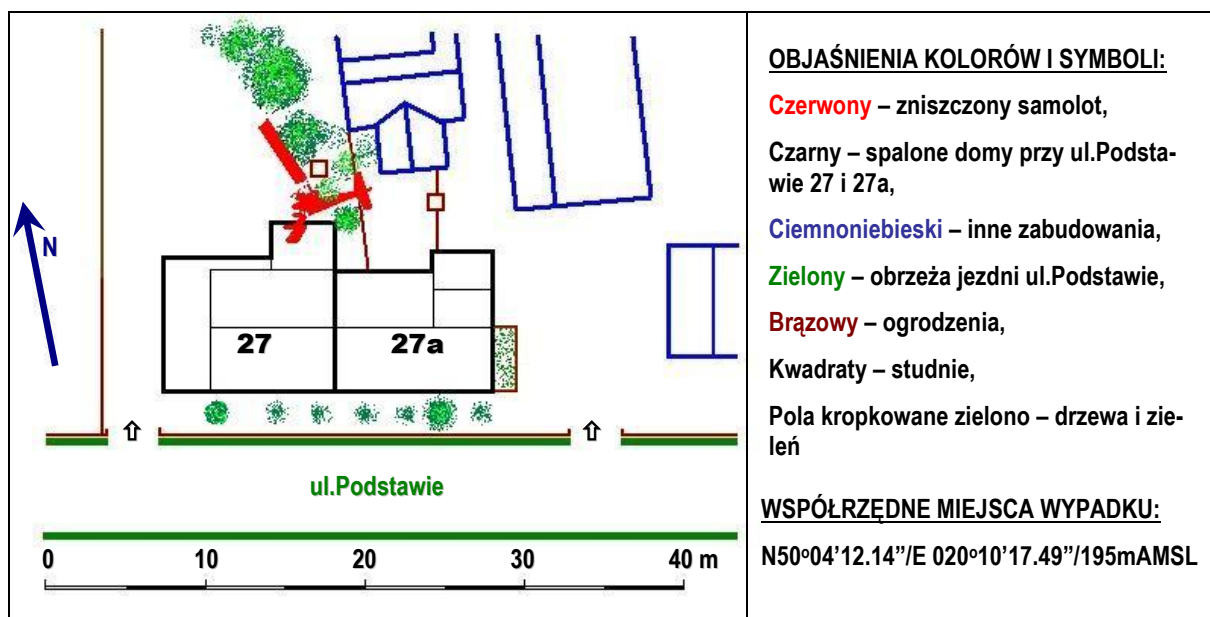 N
27
27a
ul.Podstawie
0 10 20 30 40 m
OBJAŚNIENIA KOLORÓW I SYMBOLI:
Czerwony – zniszczony samolot,
Czarny – spalone domy przy ul.Podsta-
wie 27 i 27a,
Ciemnoniebieski – inne zabudowania,
Zielony – obrzeża jezdni ul.Podstawie,
Brązowy – ogrodzenia,
Kwadraty – studnie,
Pola kropkowane zielono – drzewa i zie-
leń
WSPÓŁRZĘDNE MIEJSCA WYPADKU:
N50º04’12.14”/E 020º10’17.49”/195mAMSL